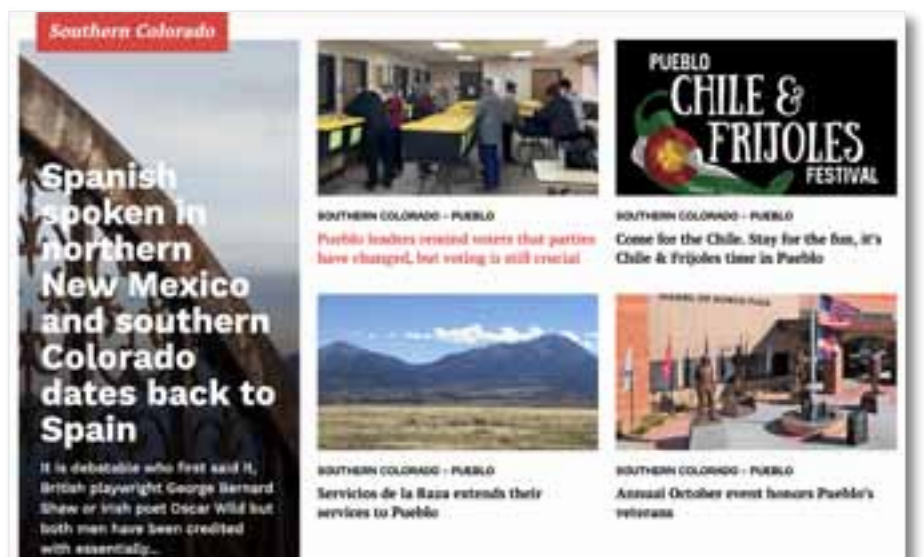 Southern Colorado
Spanish
spoken in
northern
New Mexico
and southern
Colorado
dates back to
Spain
It is debatable who first said it,
British playwright George Bernard
Shaw or Irish poet Oscar Wild but
both men have been credited
with essentially...
SOUTHERN COLORADO - PUEBLO
Pueblo leaders remind voters that parties
have changed, but voting is still crucial
PUEBLO
CHILE &
FRIJOLES
FESTIVAL
SOUTHERN COLORADO - PUEBLO
Come for the Chile. Stay for the fun, it's
Chile & Frijoles time in Pueblo
SOUTHERN COLORADO - PUEBLO
Servicios de la Raza extends their
services to Pueblo
SOUTHERN COLORADO - PUEBLO
Annual October event honors Pueblo's
veterans